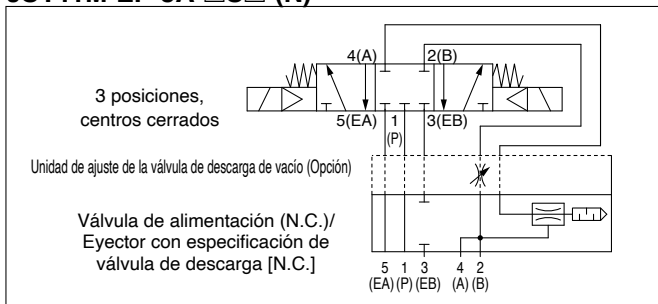 4(A) 2(B)
3 posiciones,
centros cerrados
5(EA) 1 3(EB)
(P)
Unidad de ajuste de la válvula de descarga de vacío (Opción)
Válvula de alimentación (N.C.)/
Eyector con especificación de
válvula de descarga [N.C.]
5 1 3 4 2
(EA) (P) (EB) (A) (B)